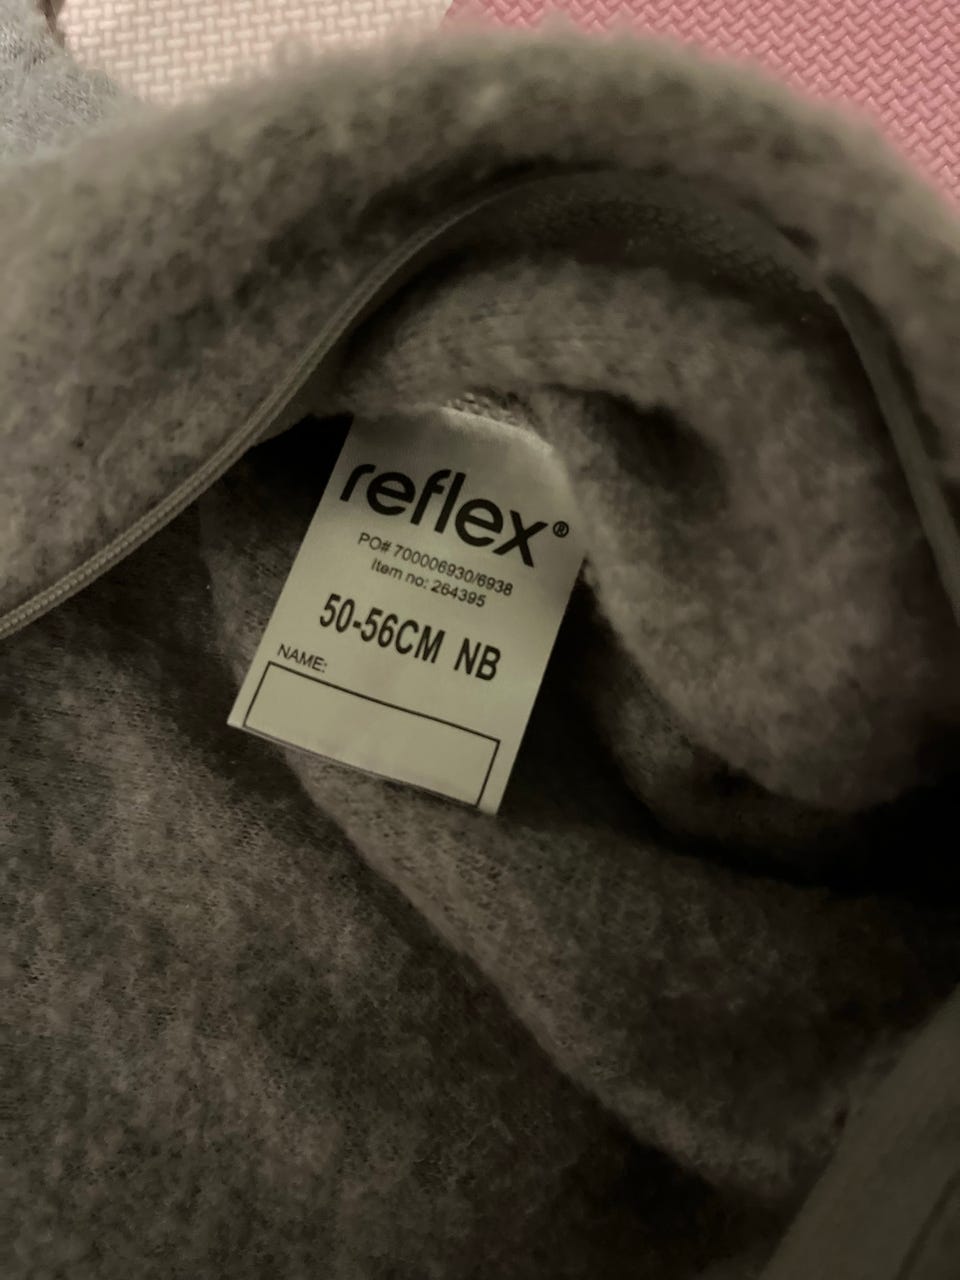 reflex®
PO# 700006930/6938
Item no: 264395
50-56CM NB
NAME: